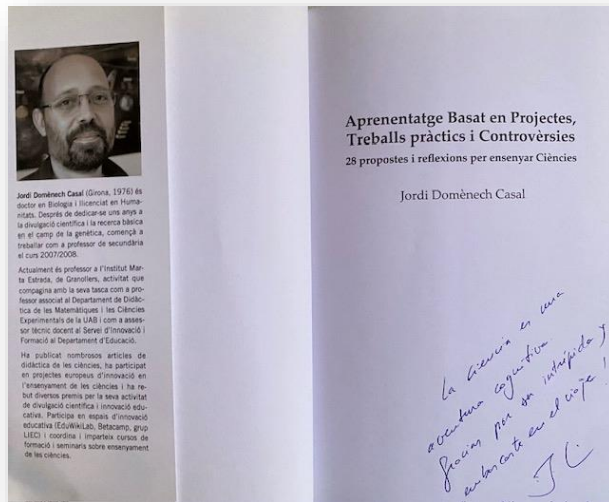 Jordi Domènech Casal (Girona, 1976) és
doctor en Biologia i llicenciat en Huma-
nitats. Després de dedicar-se uns anys a
la divulgació científica i la recerca bàsica
en el camp de la genètica, començà a
treballar com a professor de secundària
el curs 2007/2008.
Actualment és professor a l'Institut Mar-
ta Estrada, de Granollers, activitat que
compagina amb la seva tasca com a pro-
fessor associat al Departament de Didàc-
tica de les Matemàtiques i les Ciències
Experimentals de la UAB i com a asses-
sor tècnic docent al Servei d'Innovació i
Formació al Departament d'Educació.
Ha publicat nombrosos articles de
didàctica de les ciències, ha participat
en projectes europeus d'innovació en
l'ensenyament de les ciències i ha re-
but diversos premis per la seva activitat
de divulgació científica i innovació edu-
cativa. Participa en espais d'innovació
educativa (EduWikiLab, Betacamp, grup
LIEC) i coordina i imparteix cursos de
formació i seminaris sobre ensenyament
de les ciències.
Aprenentatge Basat en Projectes,
Treballs pràctics i Controvèrsies
28 propostes i reflexions per ensenyar Ciències
Jordi Domènech Casal
La ciencia es una
aventura cognitiva
Gracias por su intrépida y
embarcarte en el viaje!